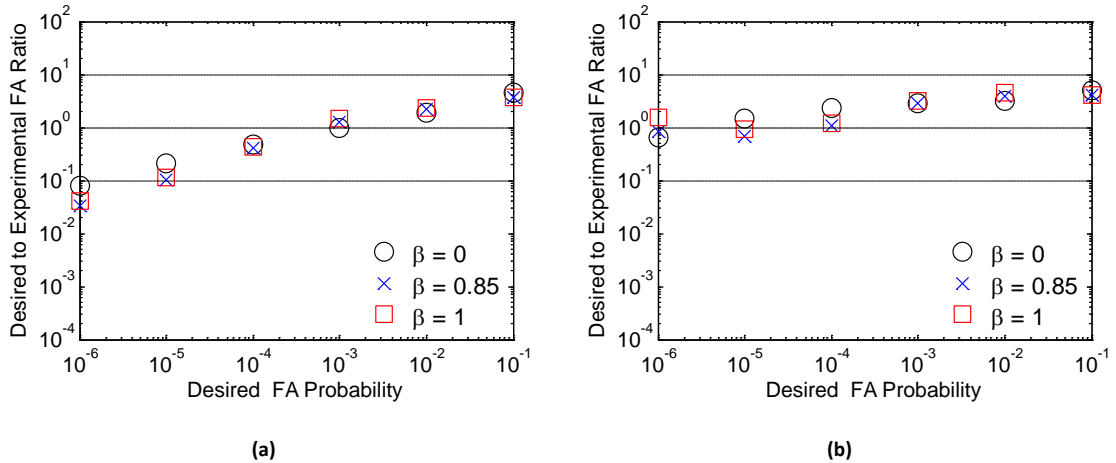 Desired to Experimental FA Ratio
10^2
10^1
10^0
10^-1
10^-2
10^-3
10^-4
β = 0
β = 0.85
β = 1
10^-6 10^-5 10^-4 10^-3 10^-2 10^-1
Desired FA Probability
(a)
Desired to Experimental FA Ratio
10^2
10^1
10^0
10^-1
10^-2
10^-3
10^-4
β = 0
β = 0.85
β = 1
10^-6 10^-5 10^-4 10^-3 10^-2 10^-1
Desired FA Probability
(b)